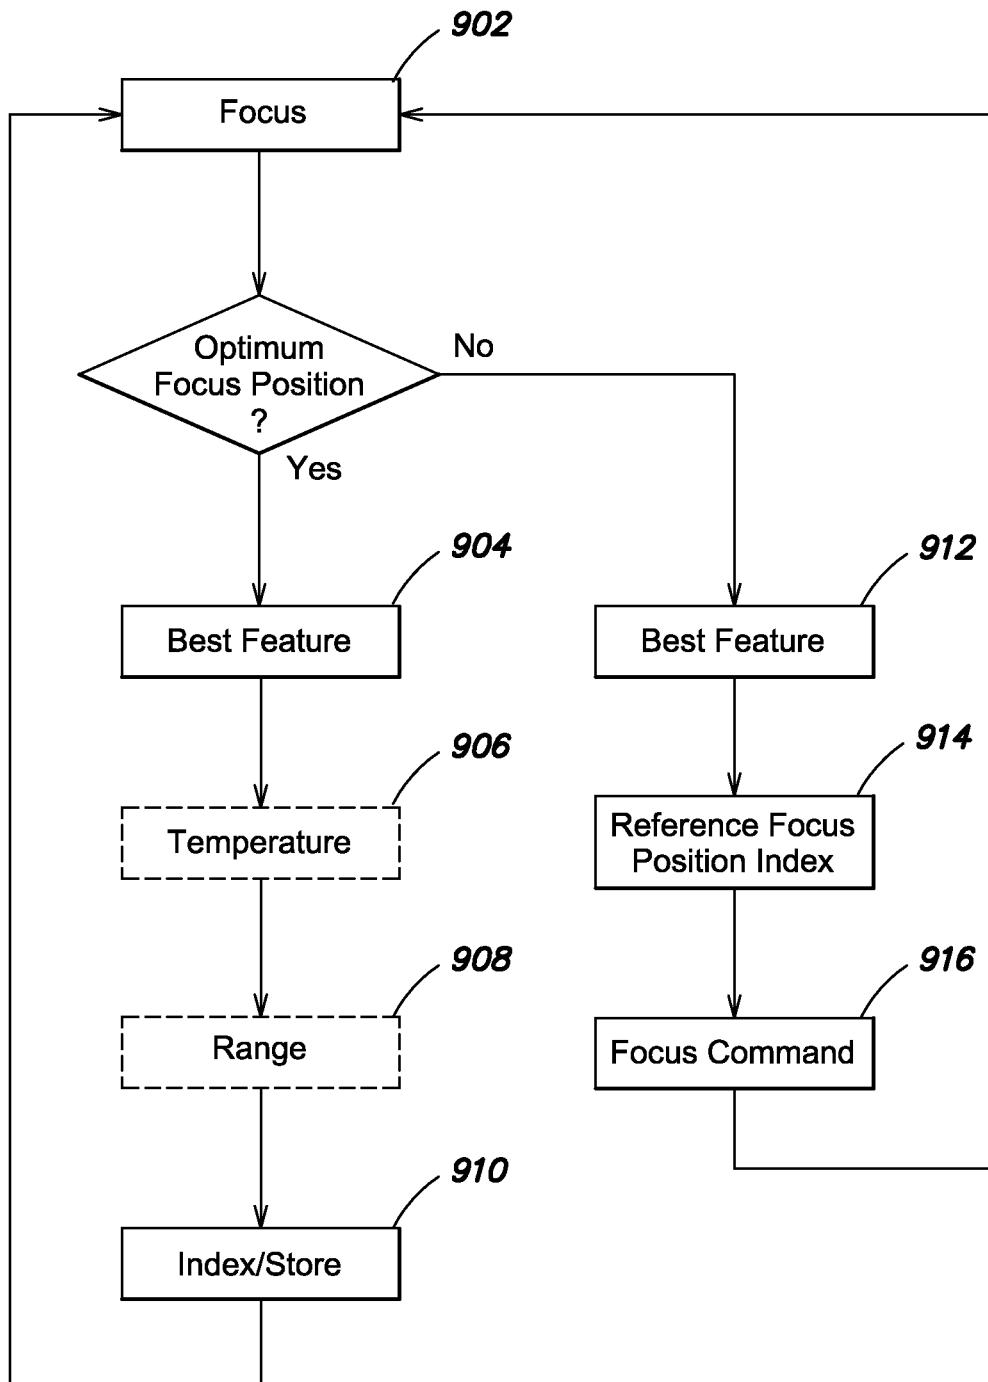 902
Focus
Optimum
Focus Position
?
No
Yes
904
Best Feature
912
Best Feature
906
Temperature
914
Reference Focus
Position Index
908
Range
916
Focus Command
910
Index/Store